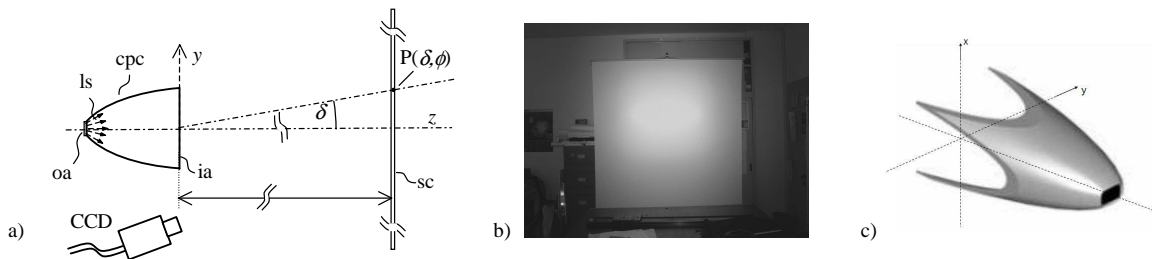 a)
ls
cpc
y
P(δ,ϕ)
δ
z
oa
ia
sc
CCD
b)
c)
x
y